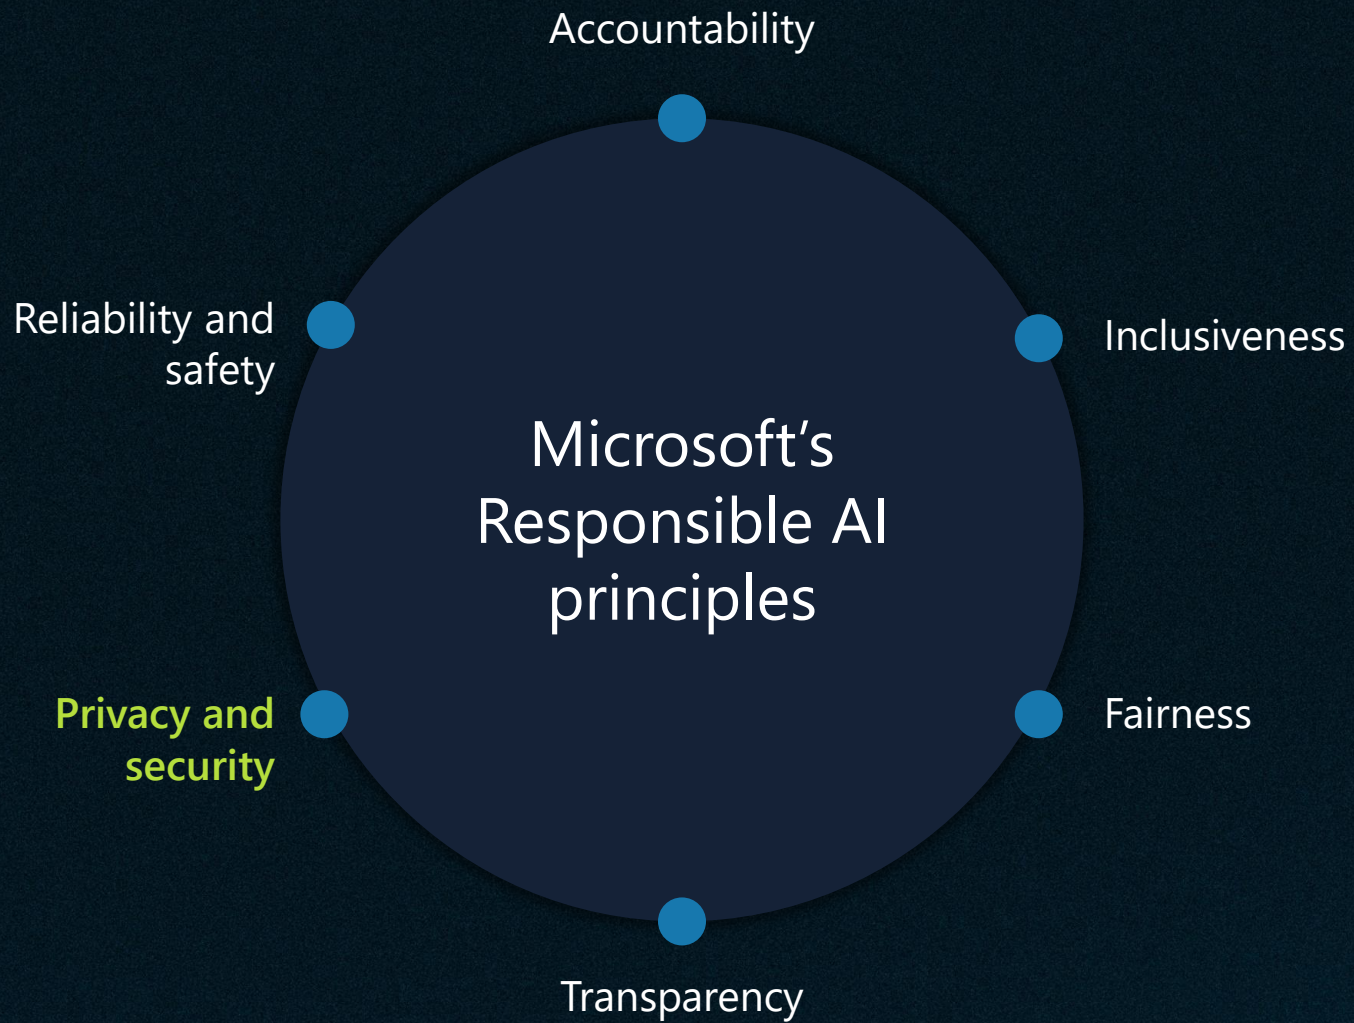 Accountability
Reliability and
safety
Inclusiveness
Microsoft’s
Responsible AI
principles
Privacy and
security
Fairness
Transparency